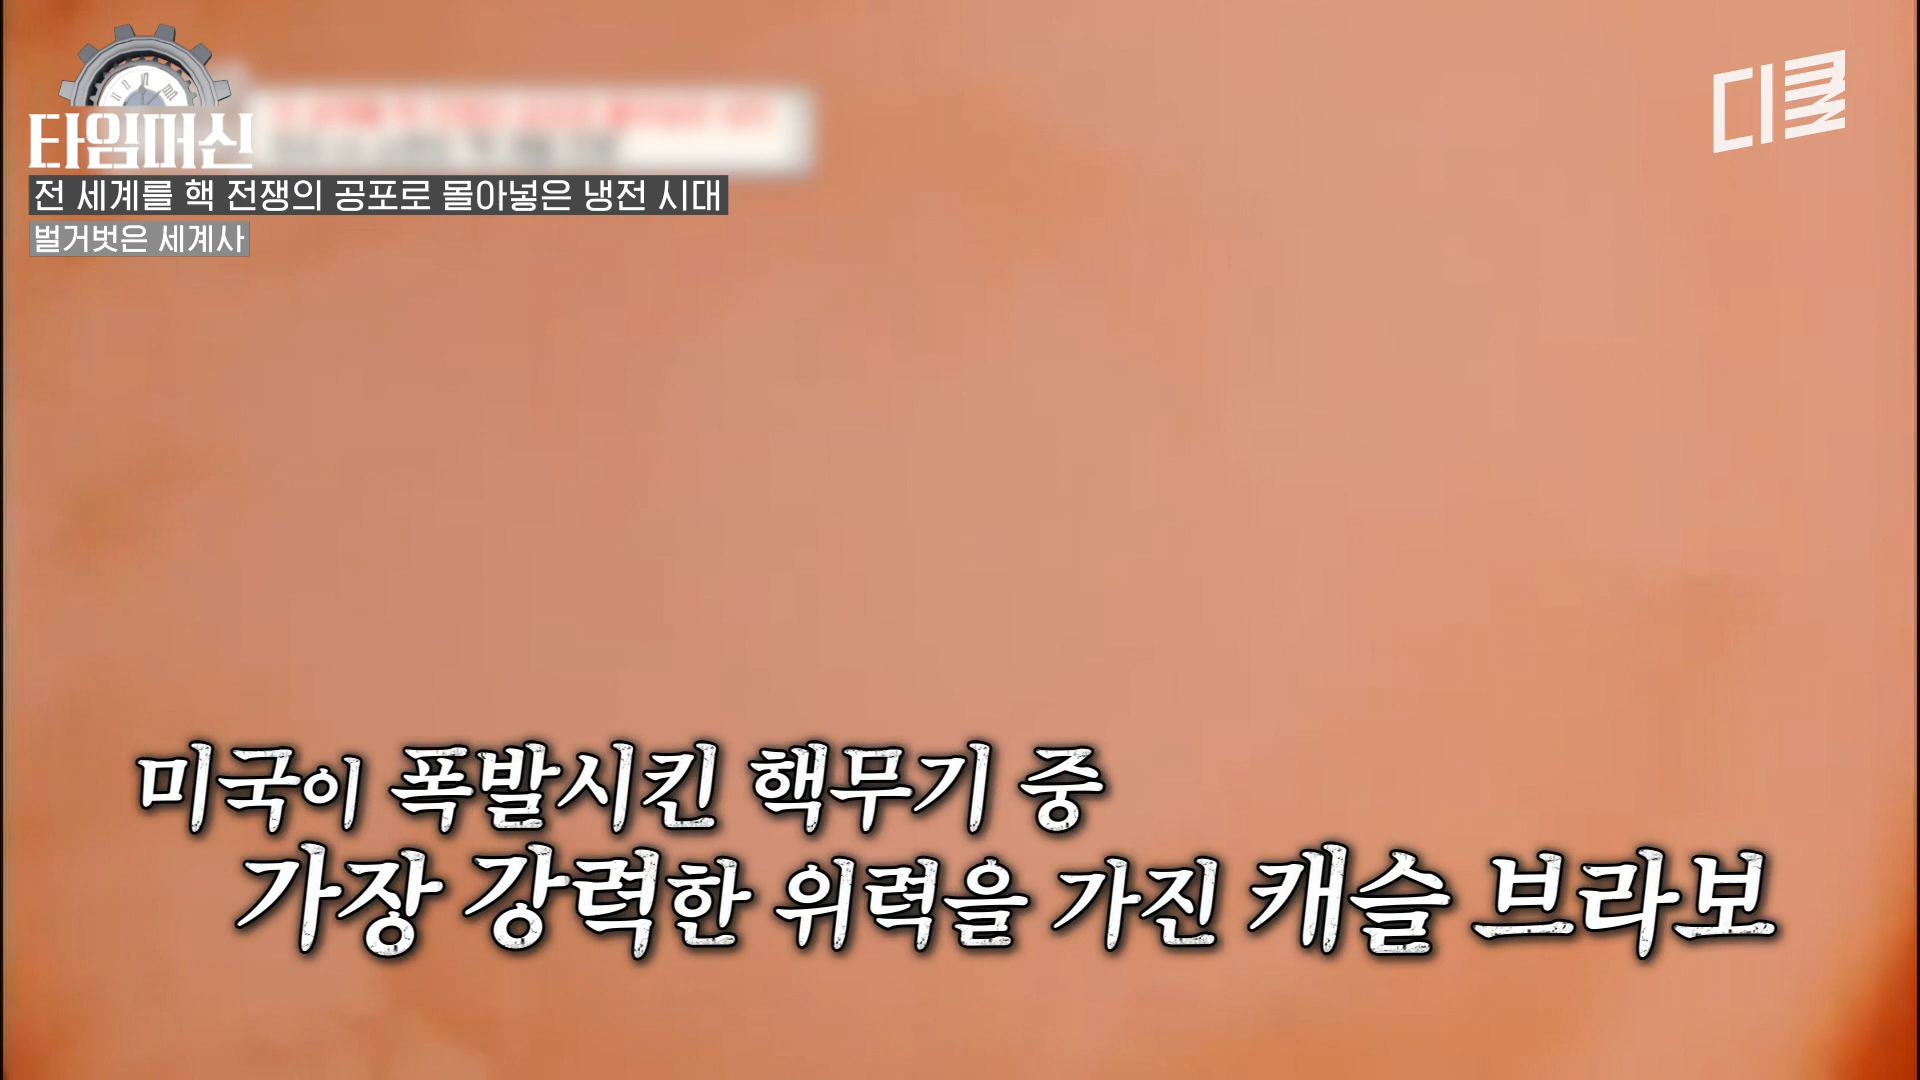 타임머신
디글
전 세계를 핵 전쟁의 공포로 몰아넣은 냉전 시대
벌거벗은 세계사
미국이 폭발시킨 핵무기 중
가장 강력한 위력을 가진 캐슬 브라보